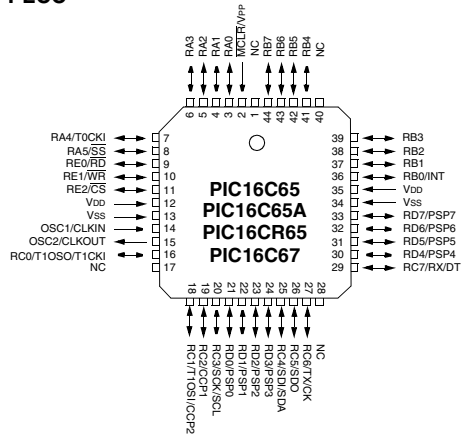 RA3
RA2
RA1
RA0
MCLR/VPP
NC
RB7
RB6
RB5
RB4
NC
6
5
4
3
2
1
44
43
42
41
40
RA4/T0CKI 7
RA5/SS 8
RE0/RD 9
RE1/WR 10
RE2/CS 11
VDD 12
VSS 13
OSC1/CLKIN 14
OSC2/CLKOUT 15
RC0/T1OSO/T1CKI 16
NC 17
PIC16C65
PIC16C65A
PIC16CR65
PIC16C67
39 RB3
38 RB2
37 RB1
36 RB0/INT
35 VDD
34 VSS
33 RD7/PSP7
32 RD6/PSP6
31 RD5/PSP5
30 RD4/PSP4
29 RC7/RX/DT
18
19
20
21
22
23
24
25
26
27
28
RC1/T1OSI/CCP2
RC2/CCP1
RC3/SCK/SCL
RD0/PSP0
RD1/PSP1
RD2/PSP2
RD3/PSP3
RC4/SDI/SDA
RC5/SDO
RC6/TX/CK
NC